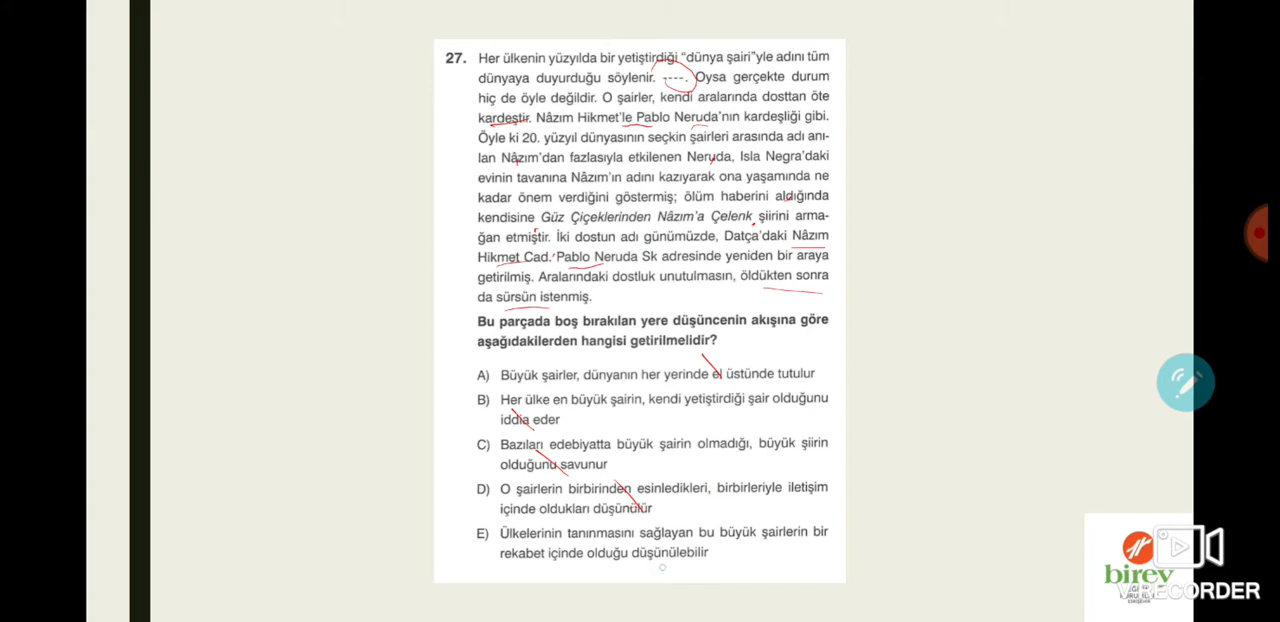 27. Her ülkenin yüzyılda bir yetiştirdiği “dünya şairi”yle adını tüm
dünyaya duyurduğu söylenir. ----. Oysa gerçekte durum
hiç de öyle değildir. O şairler, kendi aralarında dosttan öte
kardeştir. Nâzım Hikmet’le Pablo Neruda’nın kardeşliği gibi.
Öyle ki 20. yüzyıl dünyasının seçkin şairleri arasında adı anı-
lan Nâzım’dan fazlasıyla etkilenen Neruda, Isla Negra’daki
evinin tavanına Nâzım’ın adını kazıyarak ona yaşamında ne
kadar önem verdiğini göstermiş; ölüm haberini aldığında
kendisine Güz Çiçeklerinden Nâzım’a Çelenk şiirini arma-
ğan etmiştir. İki dostun adı günümüzde, Datça’daki Nâzım
Hikmet Cad. Pablo Neruda Sk adresinde yeniden bir araya
getirilmiş. Aralarındaki dostluk unutulmasın, öldükten sonra
da sürsün istenmiş.
Bu parçada boş bırakılan yere düşüncenin akışına göre
aşağıdakilerden hangisi getirilmelidir?
A) Büyük şairler, dünyanın her yerinde el üstünde tutulur
B) Her ülke en büyük şairin, kendi yetiştirdiği şair olduğunu
iddia eder
C) Bazıları edebiyatta büyük şairin olmadığı, büyük şiirin
olduğunu savunur
D) O şairlerin birbirinden esinledikleri, birbirleriyle iletişim
içinde oldukları düşünülür
E) Ülkelerinin tanınmasını sağlayan bu büyük şairlerin bir
rekabet içinde olduğu düşünülebilir
birey
V.RECORDER